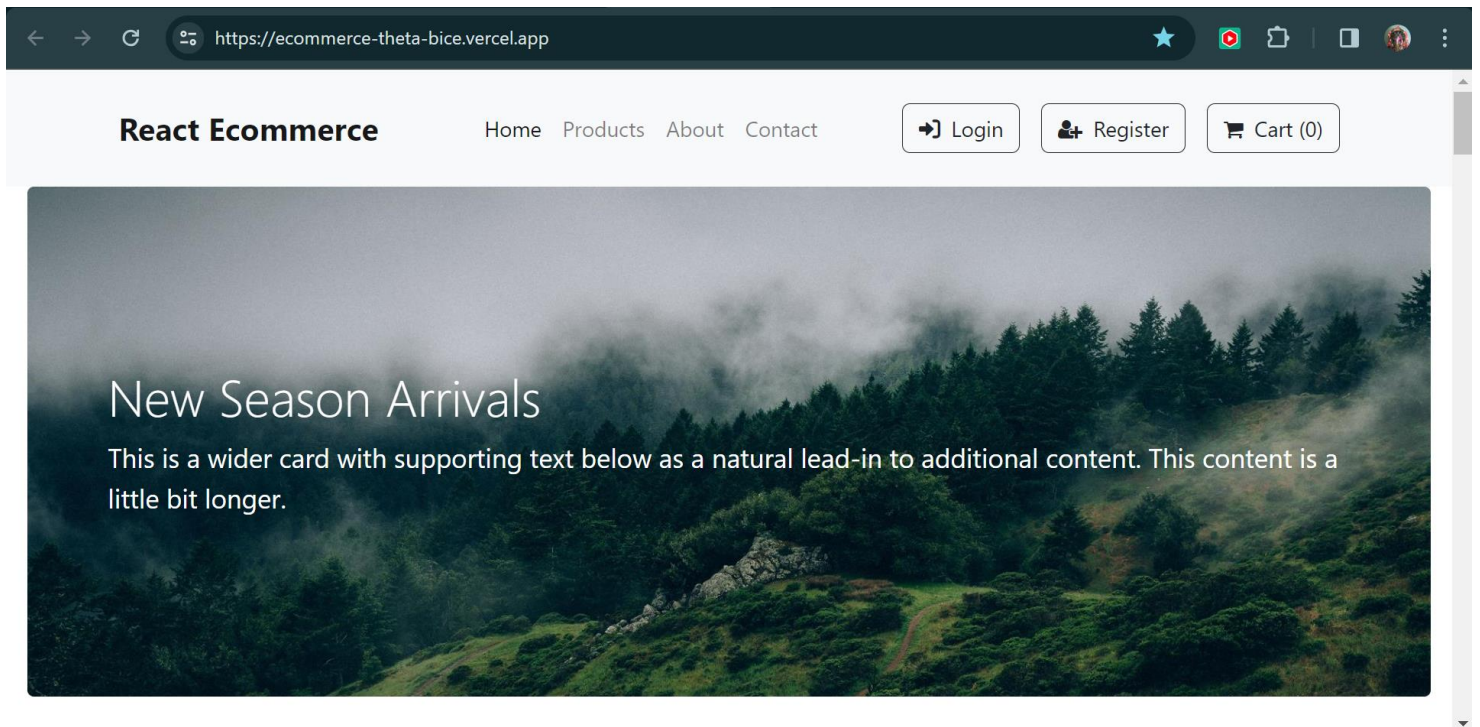 https://ecommerce-theta-bice.vercel.app
React Ecommerce
Home Products About Contact
Login
Register
Cart (0)
New Season Arrivals
This is a wider card with supporting text below as a natural lead-in to additional content. This content is a
little bit longer.